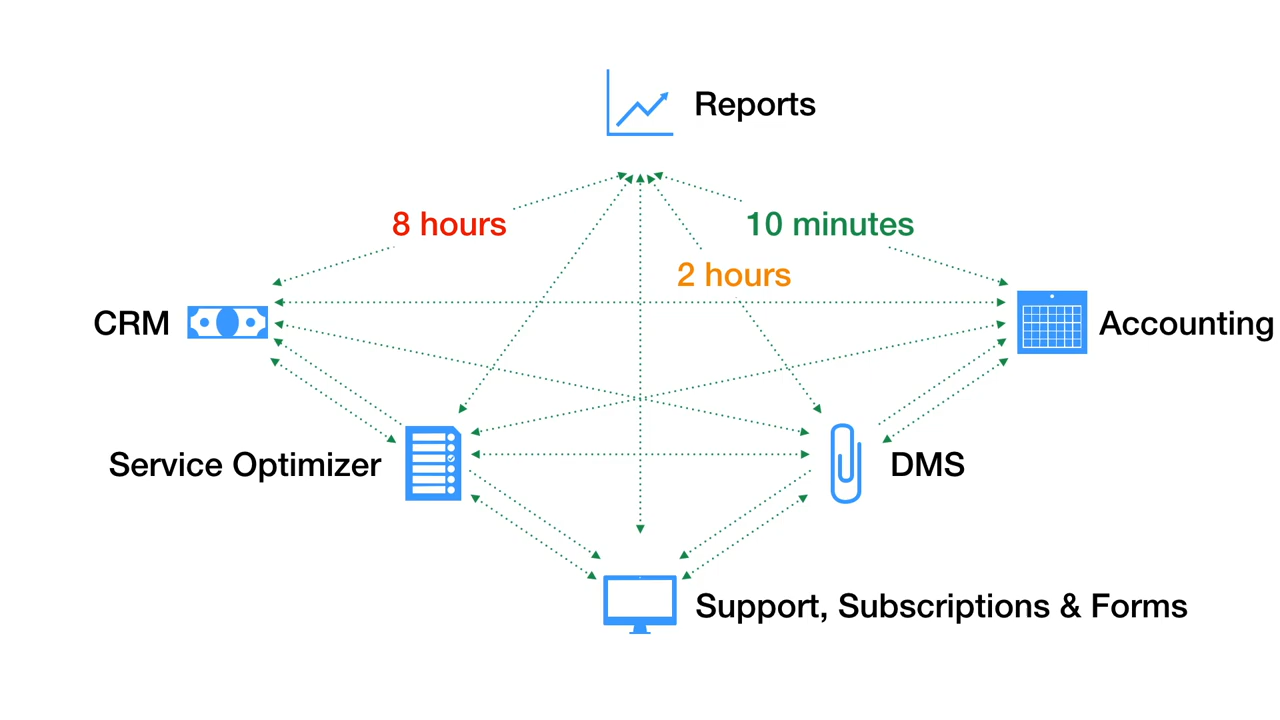 Reports
8 hours
10 minutes
2 hours
CRM
Accounting
Service Optimizer
DMS
Support, Subscriptions & Forms